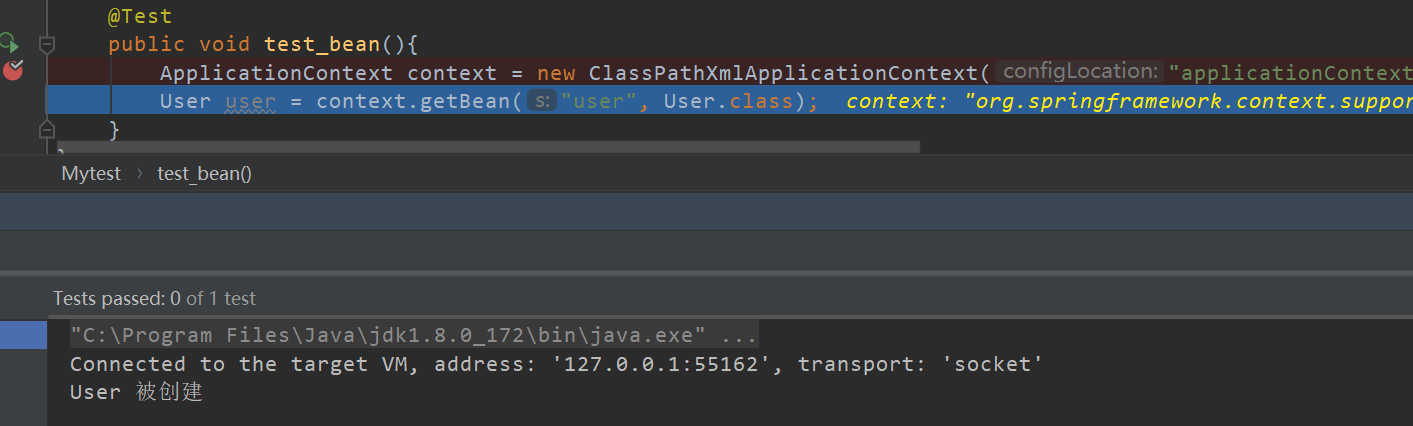 @Test
public void test_bean(){
ApplicationContext context = new ClassPathXmlApplicationContext( configLocation: "applicationContext
User user = context.getBean( s: "user", User.class); context: "org.springframework.context.suppor
}
Mytest › test_bean()
Tests passed: 0 of 1 test
"C:\Program Files\Java\jdk1.8.0_172\bin\java.exe" ...
Connected to the target VM, address: '127.0.0.1:55162', transport: 'socket'
User 被创建